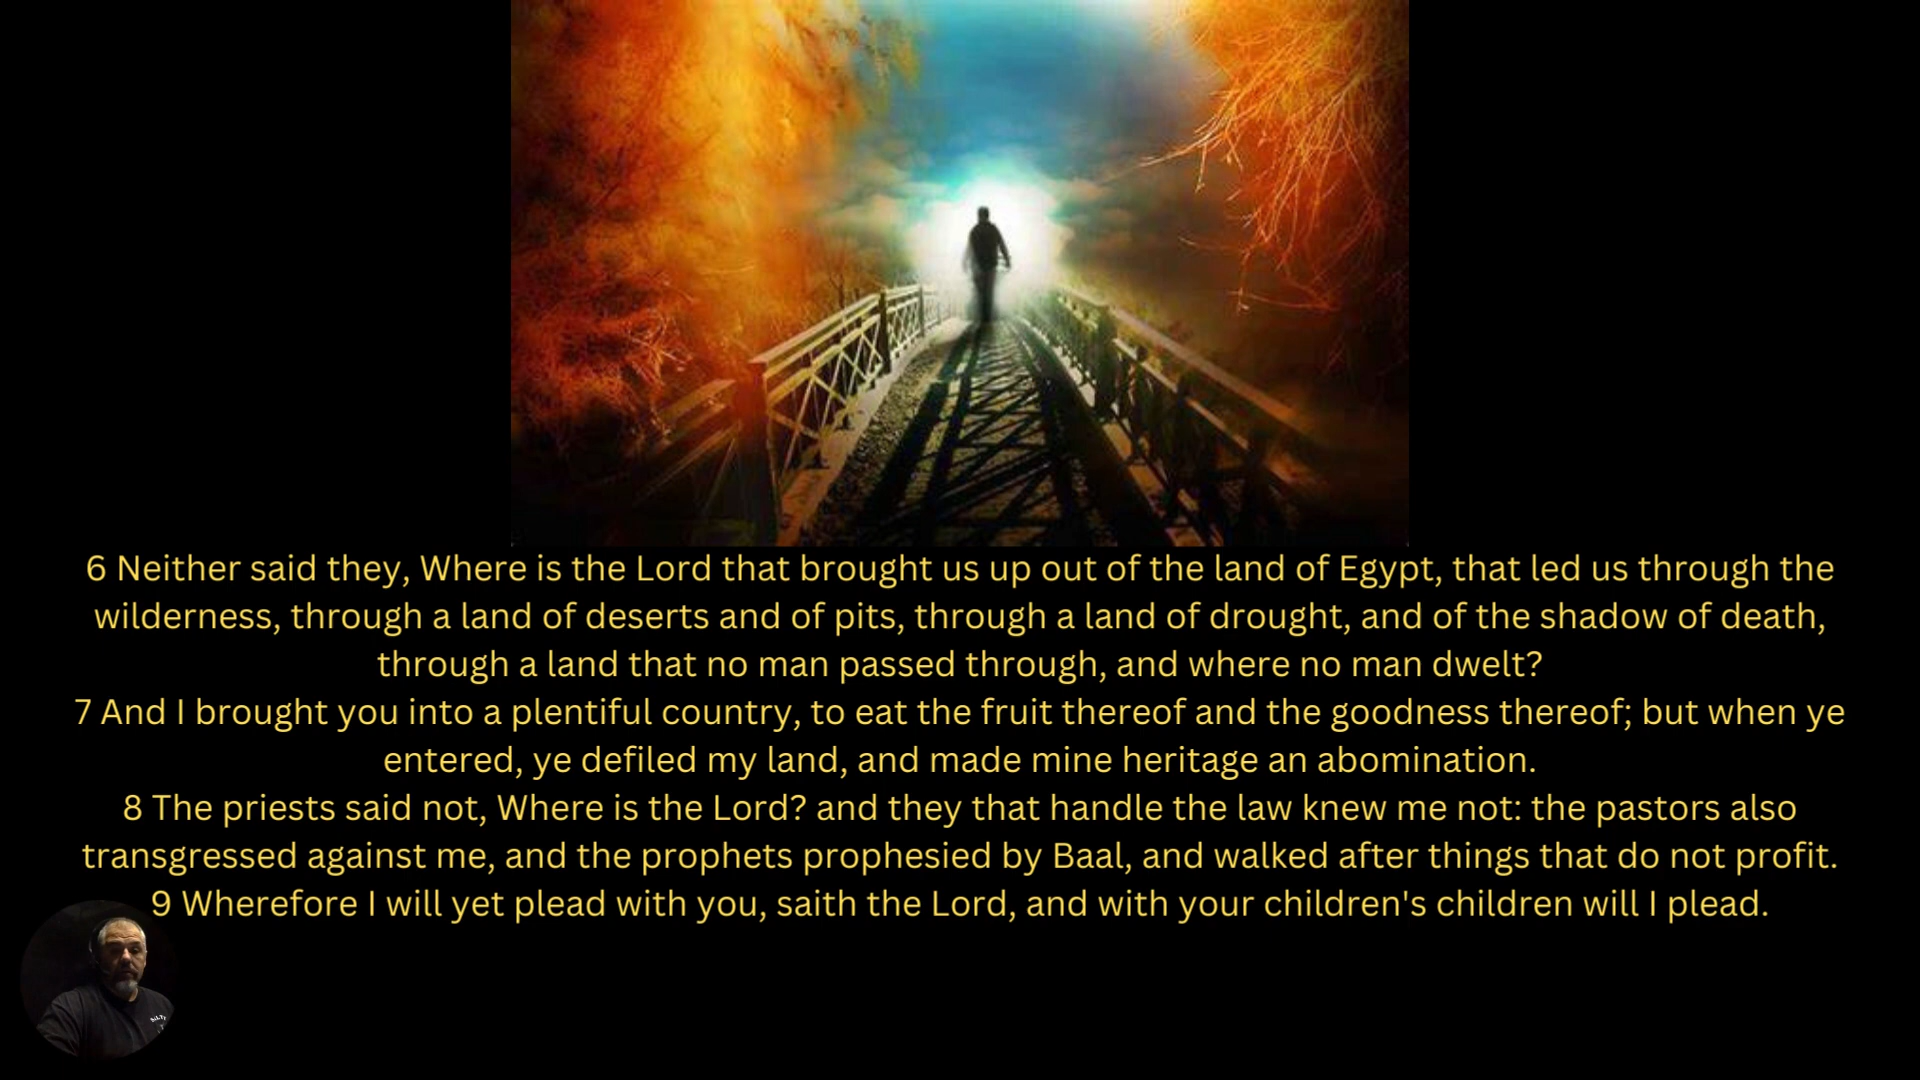 6 Neither said they, Where is the Lord that brought us up out of the land of Egypt, that led us through the
wilderness, through a land of deserts and of pits, through a land of drought, and of the shadow of death,
through a land that no man passed through, and where no man dwelt?
7 And I brought you into a plentiful country, to eat the fruit thereof and the goodness thereof; but when ye
entered, ye defiled my land, and made mine heritage an abomination.
8 The priests said not, Where is the Lord? and they that handle the law knew me not: the pastors also
transgressed against me, and the prophets prophesied by Baal, and walked after things that do not profit.
9 Wherefore I will yet plead with you, saith the Lord, and with your children's children will I plead.